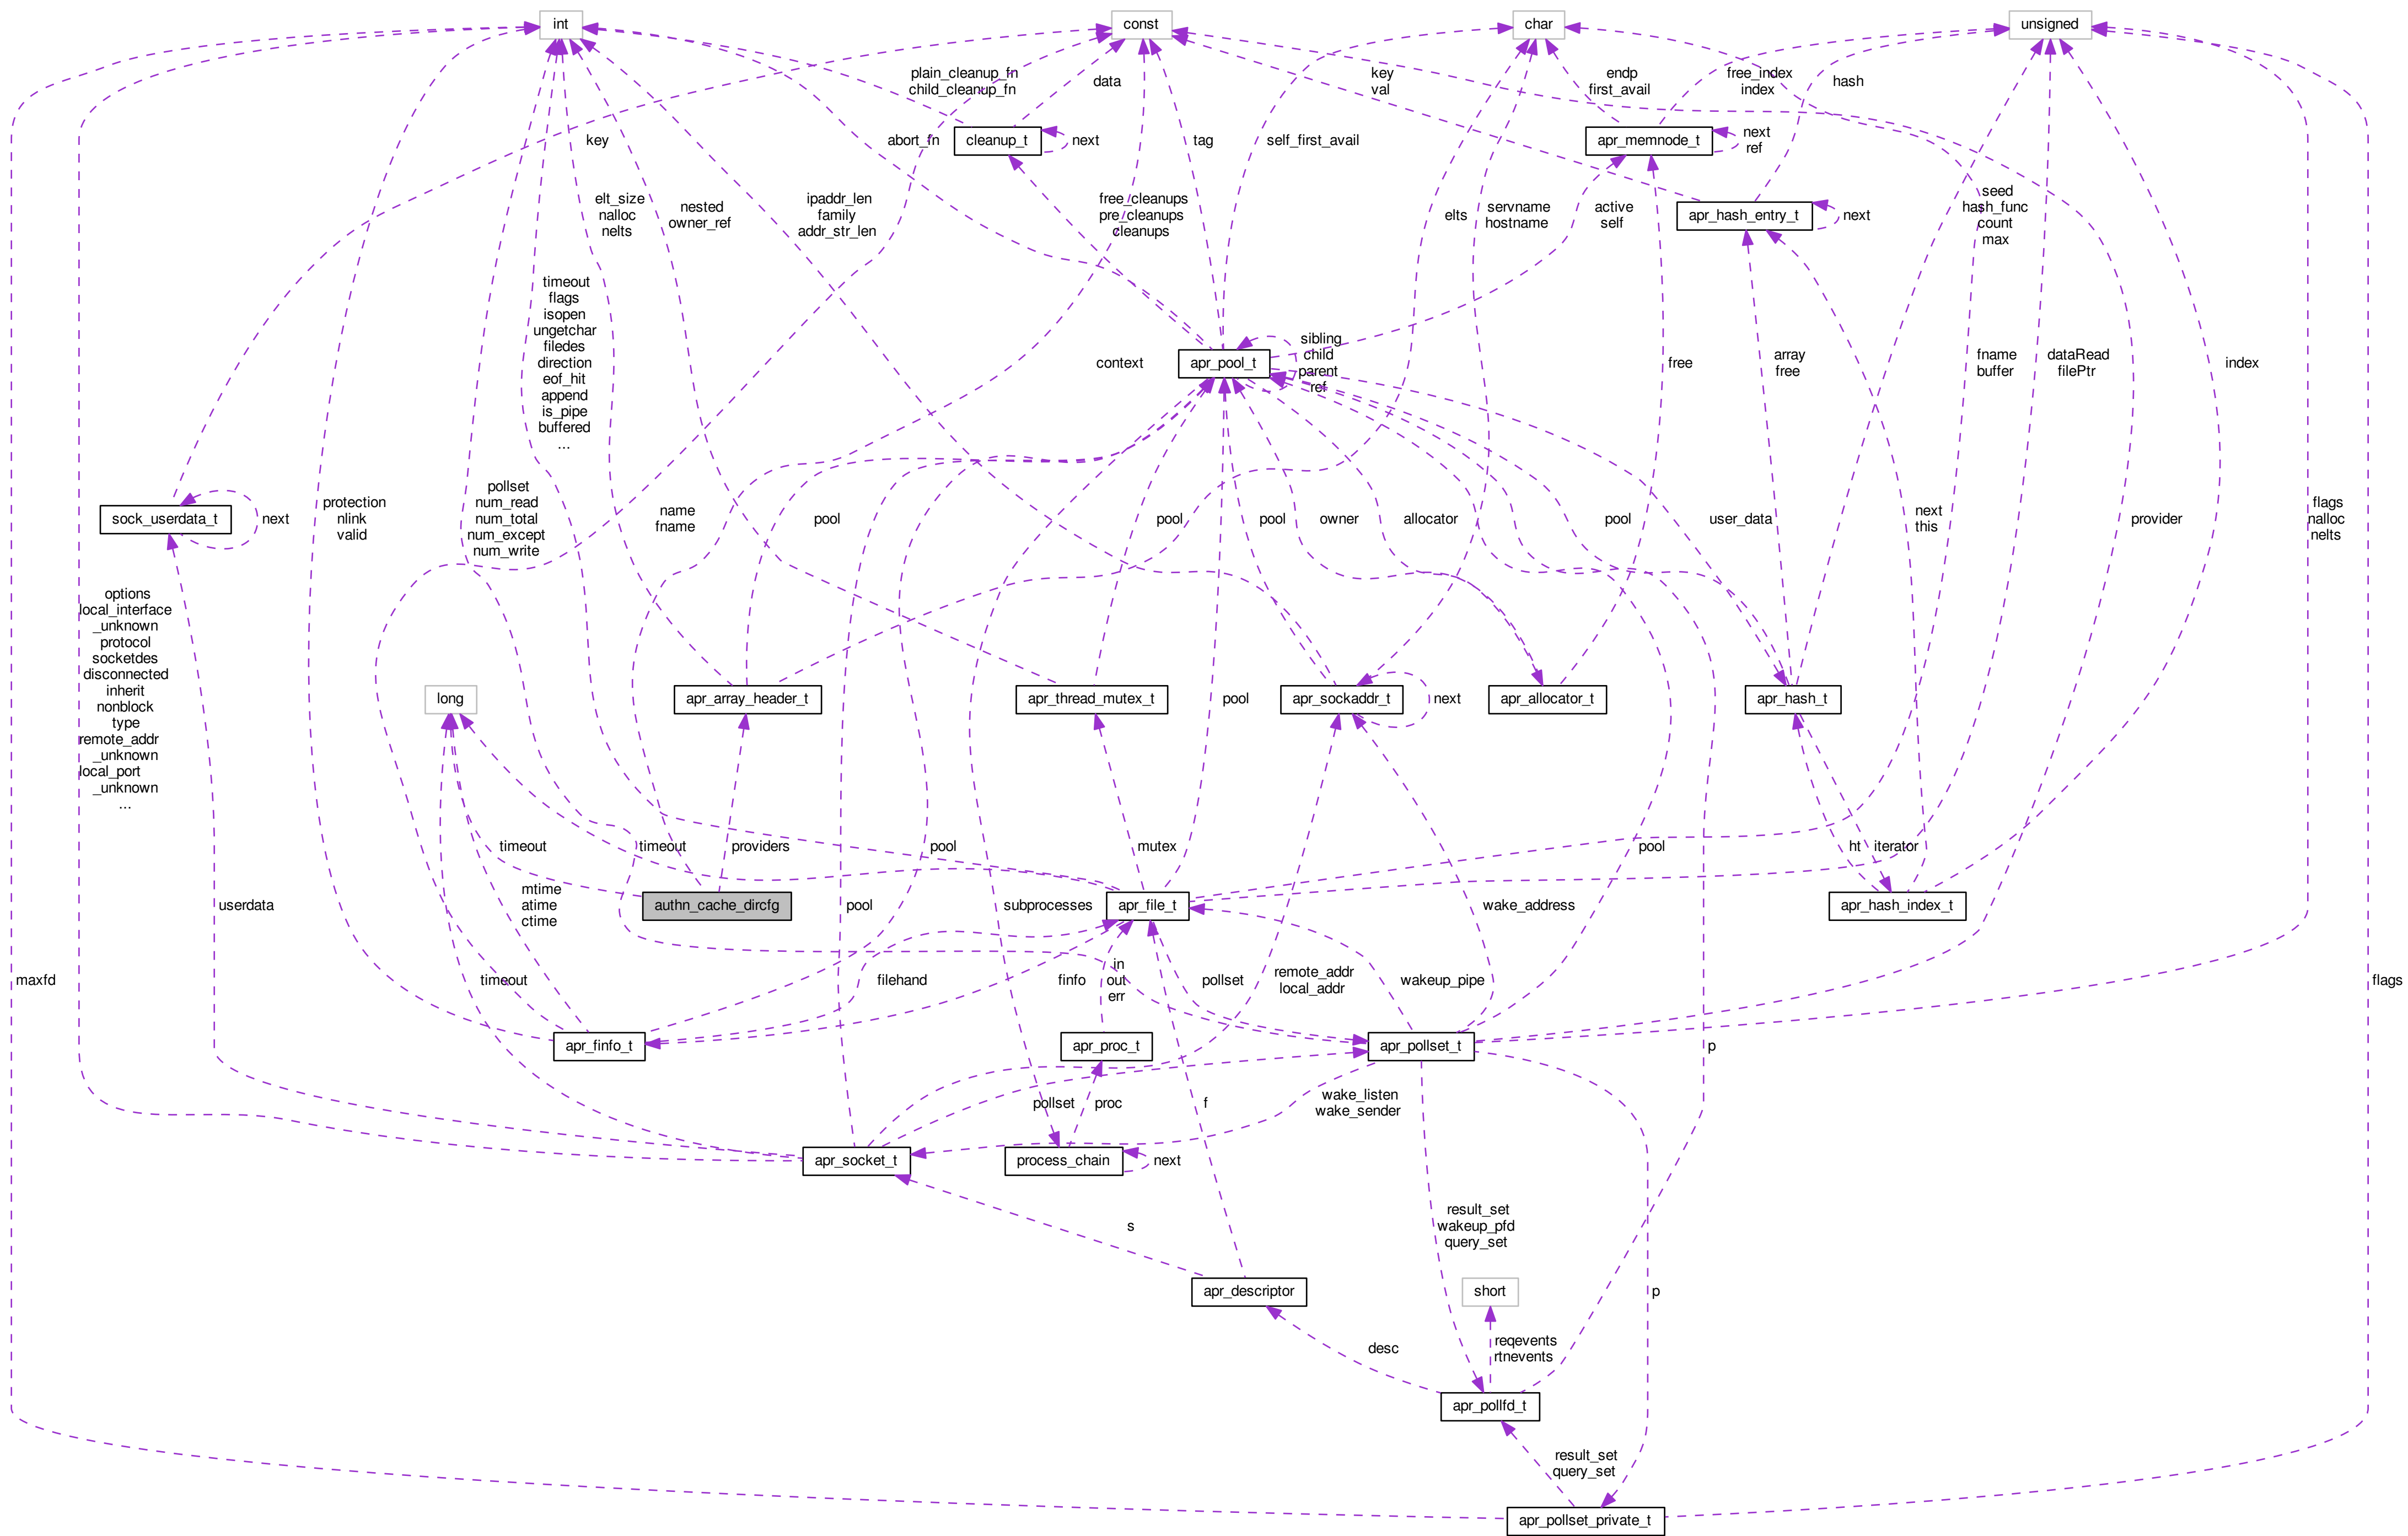 int
const
char
unsigned
plain_cleanup_fn
child_cleanup_fn
data
key
val
endp
first_avail
free_index
index
hash
key
abort_fn
cleanup_t
next
tag
self_first_avail
apr_memnode_t
next
ref
elt_size
nalloc
nelts
nested
owner_ref
ipaddr_len
family
addr_str_len
free_cleanups
pre_cleanups
cleanups
elts
servname
hostname
active
self
apr_hash_entry_t
next
seed
hash_func
count
max
timeout
flags
isopen
ungetchar
filedes
direction
eof_hit
append
is_pipe
buffered
...
context
apr_pool_t
sibling
child
parent
ref
free
array
free
fname
buffer
dataRead
filePtr
index
sock_userdata_t
next
protection
nlink
valid
pollset
num_read
num_total
num_except
num_write
name
fname
pool
pool
pool
owner
allocator
pool
user_data
next
this
provider
flags
nalloc
nelts
options
local_interface
_unknown
protocol
socketdes
disconnected
inherit
nonblock
type
remote_addr
_unknown
local_port
_unknown
...
long
apr_array_header_t
apr_thread_mutex_t
pool
apr_sockaddr_t
next
apr_allocator_t
apr_hash_t
timeout
timeout
providers
pool
mutex
pool
ht
iterator
userdata
mtime
atime
ctime
authn_cache_dircfg
pool
subprocesses
apr_file_t
wake_address
apr_hash_index_t
maxfd
timeout
filehand
finfo
in
out
err
pollset
remote_addr
local_addr
wakeup_pipe
flags
apr_finfo_t
apr_proc_t
apr_pollset_t
p
pollset
proc
f
wake_listen
wake_sender
apr_socket_t
process_chain
next
s
result_set
wakeup_pfd
query_set
apr_descriptor
short
p
desc
reqevents
rtnevents
apr_pollfd_t
result_set
query_set
apr_pollset_private_t